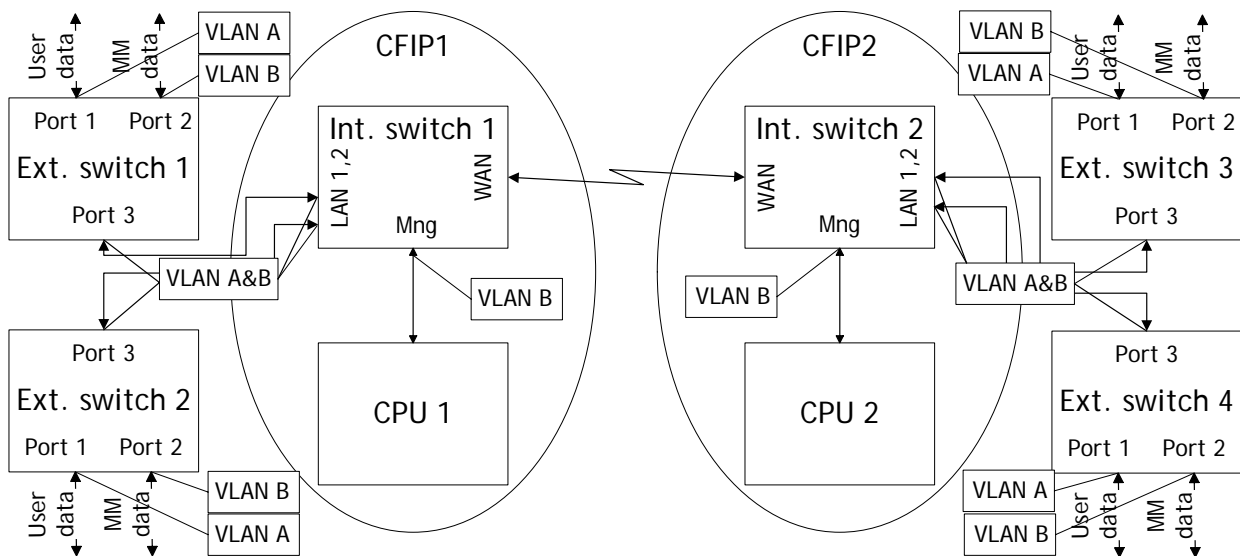 User data
MM data
VLAN A
VLAN B
CFIP1
CFIP2
VLAN B
VLAN A
User data
MM data
Port 1
Port 2
Ext. switch 1
Port 3
Int. switch 1
LAN 1,2
WAN
Mng
Int. switch 2
WAN
LAN 1,2
Mng
Port 1
Port 2
Ext. switch 3
Port 3
VLAN A&B
VLAN B
VLAN B
VLAN A&B
Port 3
Ext. switch 2
Port 1
Port 2
CPU 1
CPU 2
Port 3
Ext. switch 4
Port 1
Port 2
User data
MM data
VLAN B
VLAN A
VLAN A
VLAN B
User data
MM data